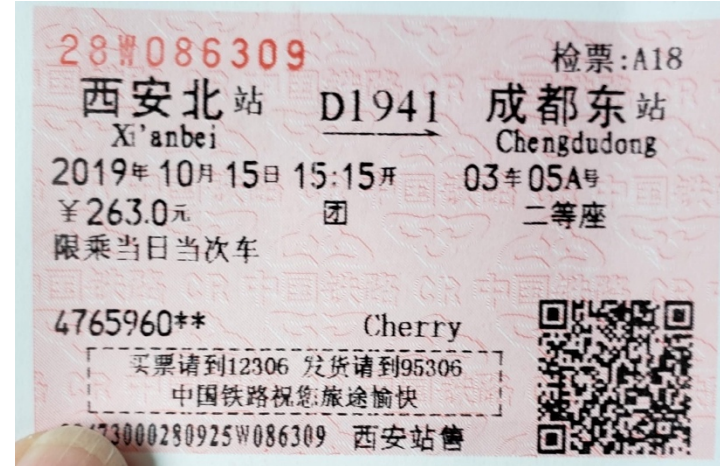 28W086309 检票:A18
西安北站 D1941 成都东站
Xi'anbei Chengdudong
2019年10月15日 15:15开 03车05A号
¥263.0元 团 二等座
限乘当日当次车
4765960** Cherry
买票请到12306 发货请到95306
中国铁路祝您旅途愉快
73000280925W086309 西安站售